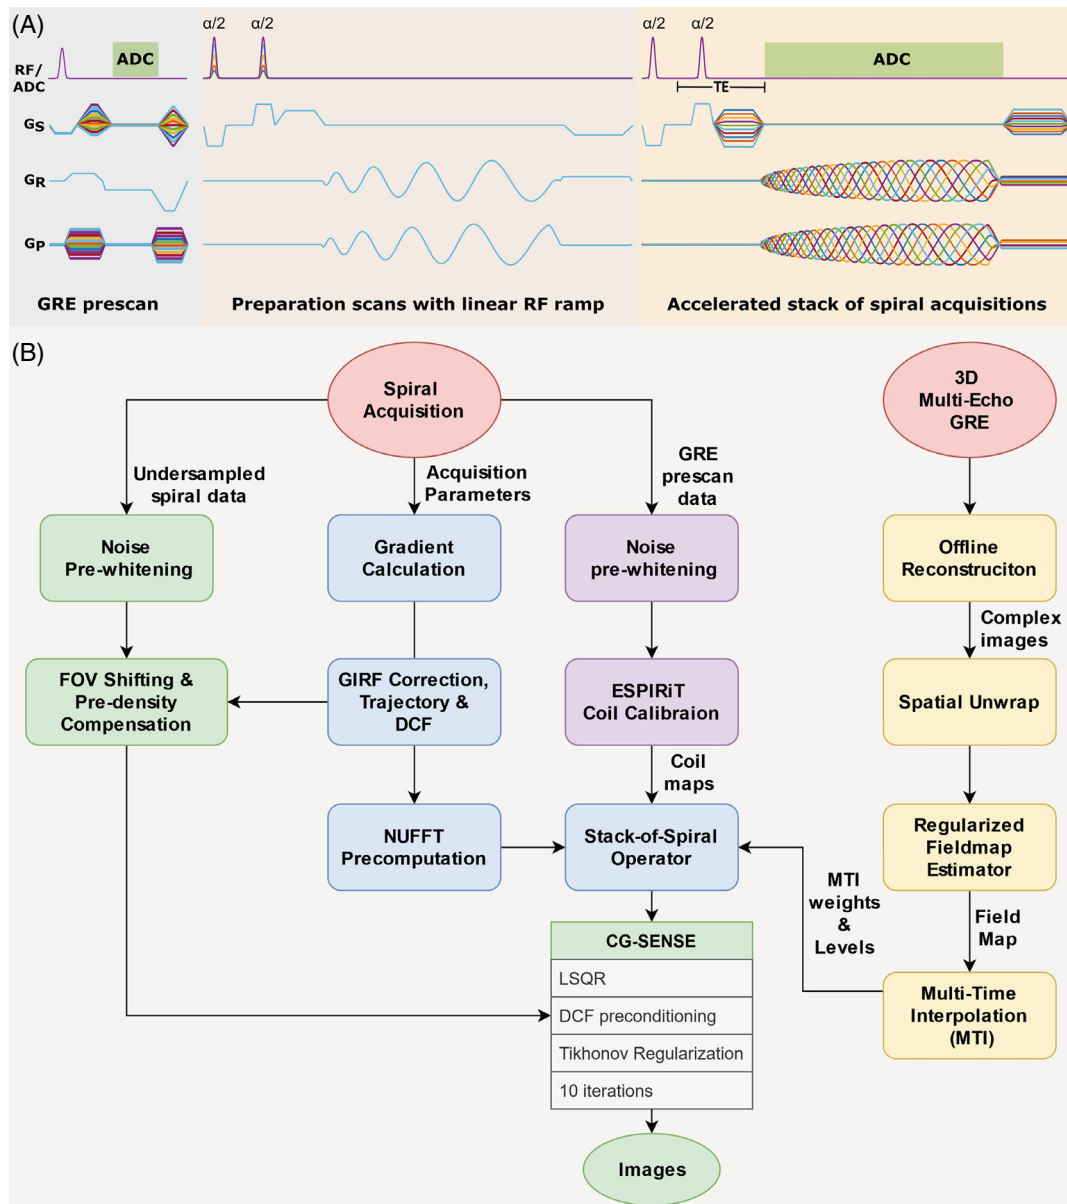 (A)
α/2 α/2 α/2 α/2
ADC ADC
RF/
ADC
TE
GS
GR
GP
GRE prescan Preparation scans with linear RF ramp Accelerated stack of spiral acquisitions
(B)
Spiral
Acquisition
3D
Multi-Echo
GRE
Undersampled
spiral data
Acquisition
Parameters
GRE
prescan
data
Noise
Pre-whitening
Gradient
Calculation
Noise
pre-whitening
Offline
Reconstruciton
Complex
images
FOV Shifting &
Pre-density
Compensation
GIRF Correction,
Trajectory &
DCF
ESPIRiT
Coil Calibraion
Spatial Unwrap
Coil
maps
NUFFT
Precomputation
Stack-of-Spiral
Operator
Regularized
Fieldmap
Estimator
MTI
weights
&
Levels
Field
Map
CG-SENSE
LSQR
DCF preconditioning
Tikhonov Regularization
10 iterations
Multi-Time
Interpolation
(MTI)
Images